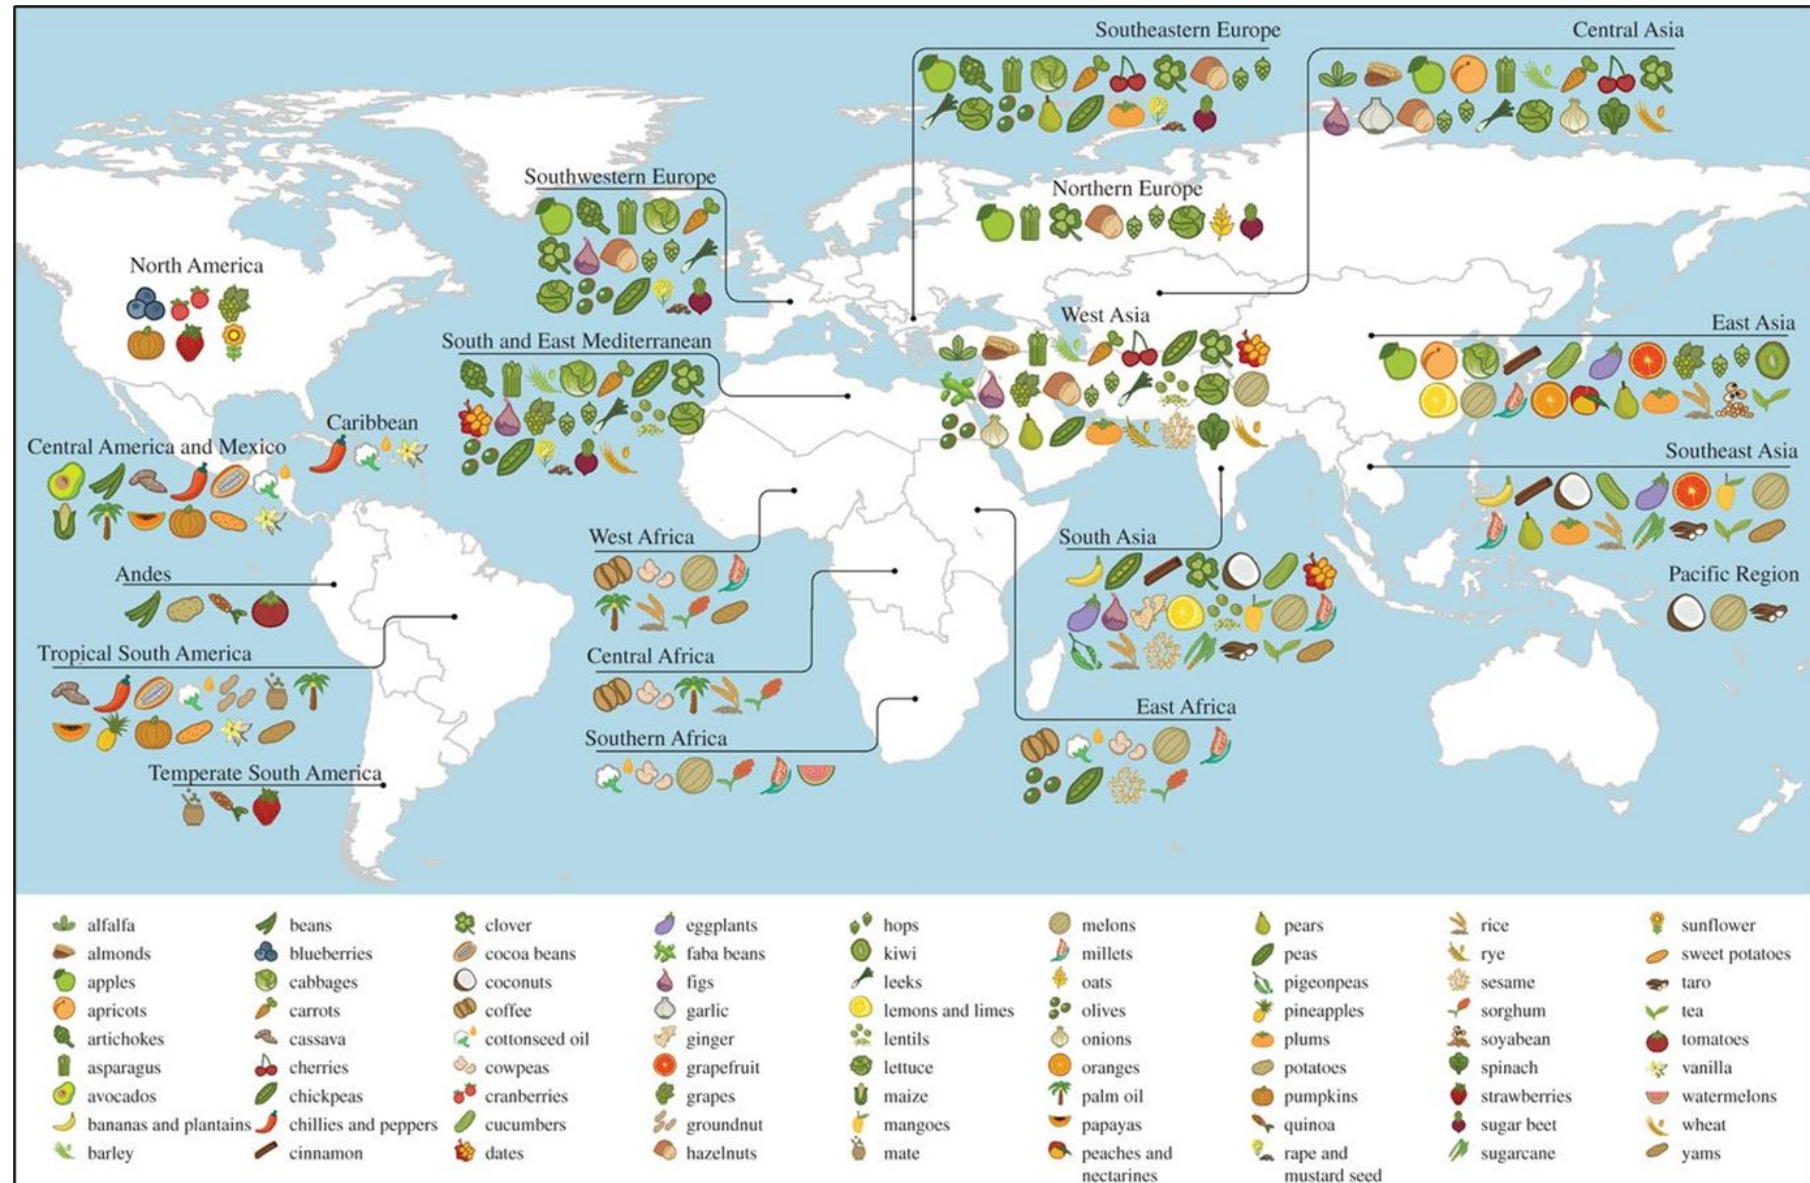 Southeastern Europe
Central Asia
Southwestern Europe
Northern Europe
North America
West Asia
East Asia
South and East Mediterranean
Caribbean
Central America and Mexico
Southeast Asia
West Africa
South Asia
Andes
Pacific Region
Tropical South America
Central Africa
East Africa
Southern Africa
Temperate South America
alfalfa
almonds
apples
apricots
artichokes
asparagus
avocados
bananas and plantains
barley
beans
blueberries
cabbages
carrots
cassava
cherries
chickpeas
chillies and peppers
cinnamon
clover
cocoa beans
coconuts
coffee
cottonseed oil
cowpeas
cranberries
cucumbers
dates
eggplants
faba beans
figs
garlic
ginger
grapefruit
grapes
groundnut
hazelnuts
hops
kiwi
leeks
lemons and limes
lentils
lettuce
maize
mangoes
mate
melons
millets
oats
olives
onions
oranges
palm oil
papayas
peaches and
nectarines
pears
peas
pigeonpeas
pineapples
plums
potatoes
pumpkins
quinoa
rape and
mustard seed
rice
rye
sesame
sorghum
soyabean
spinach
strawberries
sugar beet
sugarcane
sunflower
sweet potatoes
taro
tea
tomatoes
vanilla
watermelons
wheat
yams